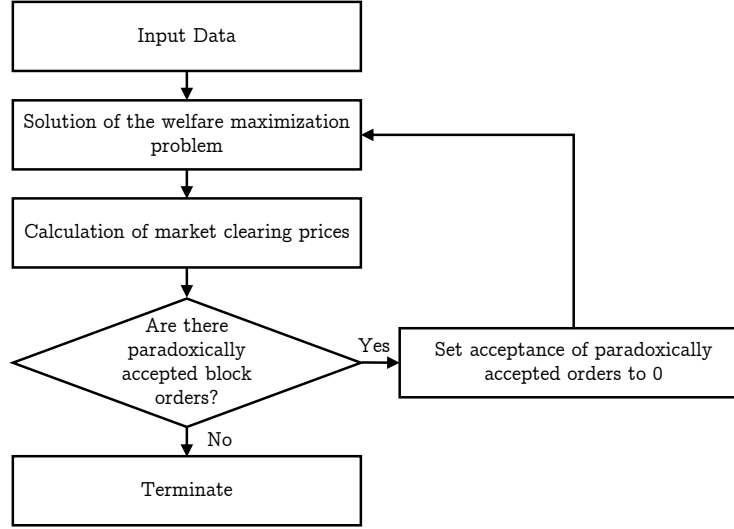 Input Data
Solution of the welfare maximization
problem
Calculation of market clearing prices
Are there
paradoxically
accepted block
orders?
Yes
Set acceptance of paradoxically
accepted orders to 0
No
Terminate